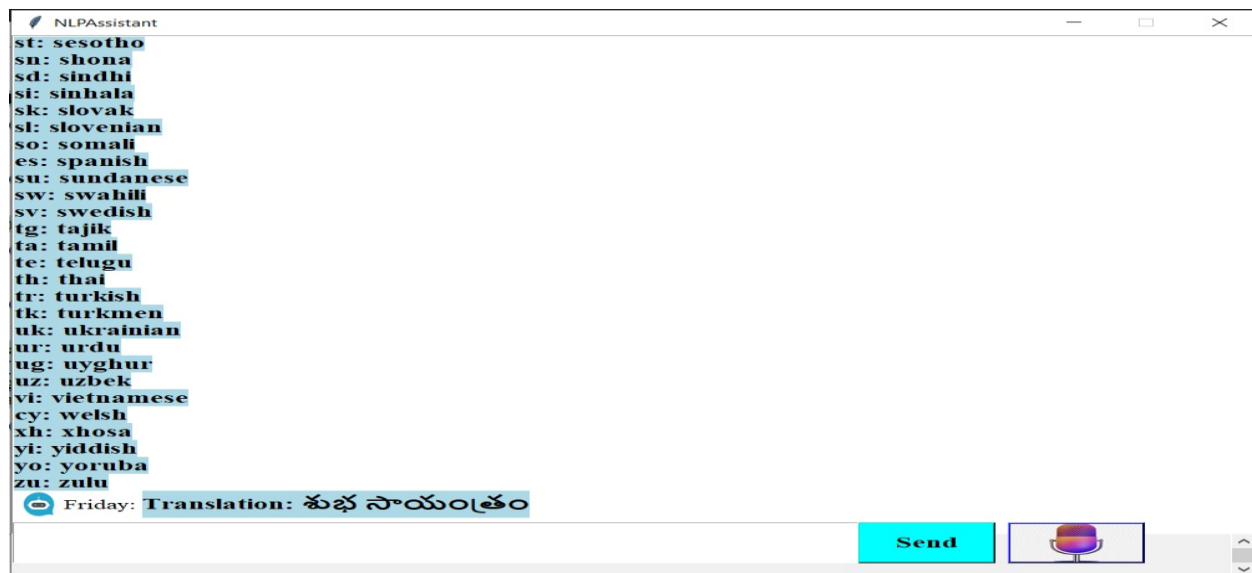 NLPAssistant
st: sesotho
sn: shona
sd: sindhi
si: sinhala
sk: slovak
sl: slovenian
so: somali
es: spanish
su: sundanese
sw: swahili
sv: swedish
tg: tajik
ta: tamil
te: telugu
th: thai
tr: turkish
tk: turkmen
uk: ukrainian
ur: urdu
ug: uyghur
uz: uzbek
vi: vietnamese
cy: welsh
xh: xhosa
yi: yiddish
yo: yoruba
zu: zulu
Friday: Translation: శుభ సాయంత్రం
Send